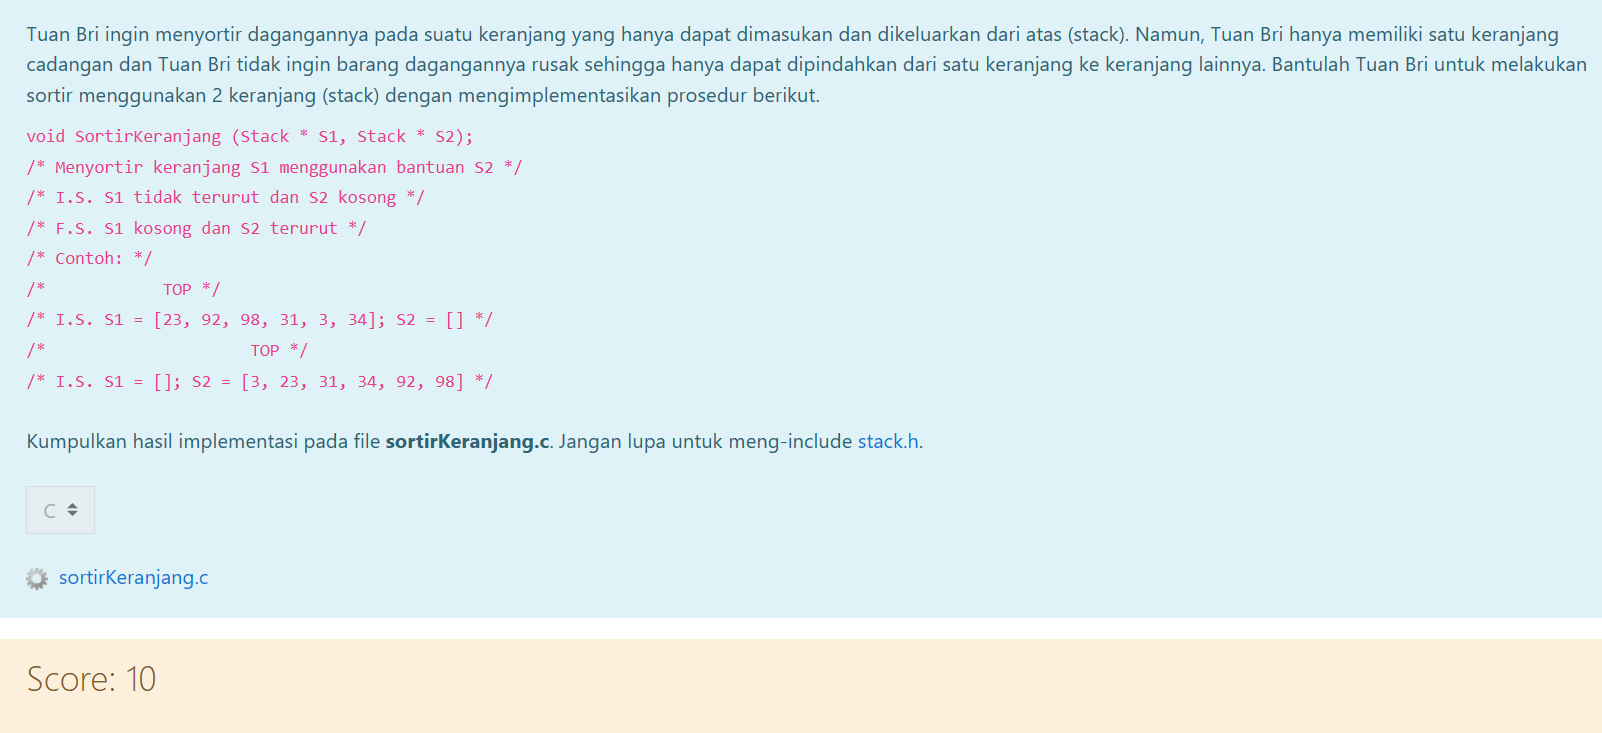 Tuan Bri ingin menyortir dagangannya pada suatu keranjang yang hanya dapat dimasukan dan dikeluarkan dari atas (stack). Namun, Tuan Bri hanya memiliki satu keranjang
cadangan dan Tuan Bri tidak ingin barang dagangannya rusak sehingga hanya dapat dipindahkan dari satu keranjang ke keranjang lainnya. Bantulah Tuan Bri untuk melakukan
sortir menggunakan 2 keranjang (stack) dengan mengimplementasikan prosedur berikut.
void SortirKeranjang (Stack * S1, Stack * S2);
/* Menyortir keranjang S1 menggunakan bantuan S2 */
/* I.S. S1 tidak terurut dan S2 kosong */
/* F.S. S1 kosong dan S2 terurut */
/* Contoh: */
/*            TOP */
/* I.S. S1 = [23, 92, 98, 31, 3, 34]; S2 = [] */
/*                     TOP */
/* I.S. S1 = []; S2 = [3, 23, 31, 34, 92, 98] */
Kumpulkan hasil implementasi pada file sortirKeranjang.c. Jangan lupa untuk meng-include stack.h.
C
sortirKeranjang.c
Score: 10